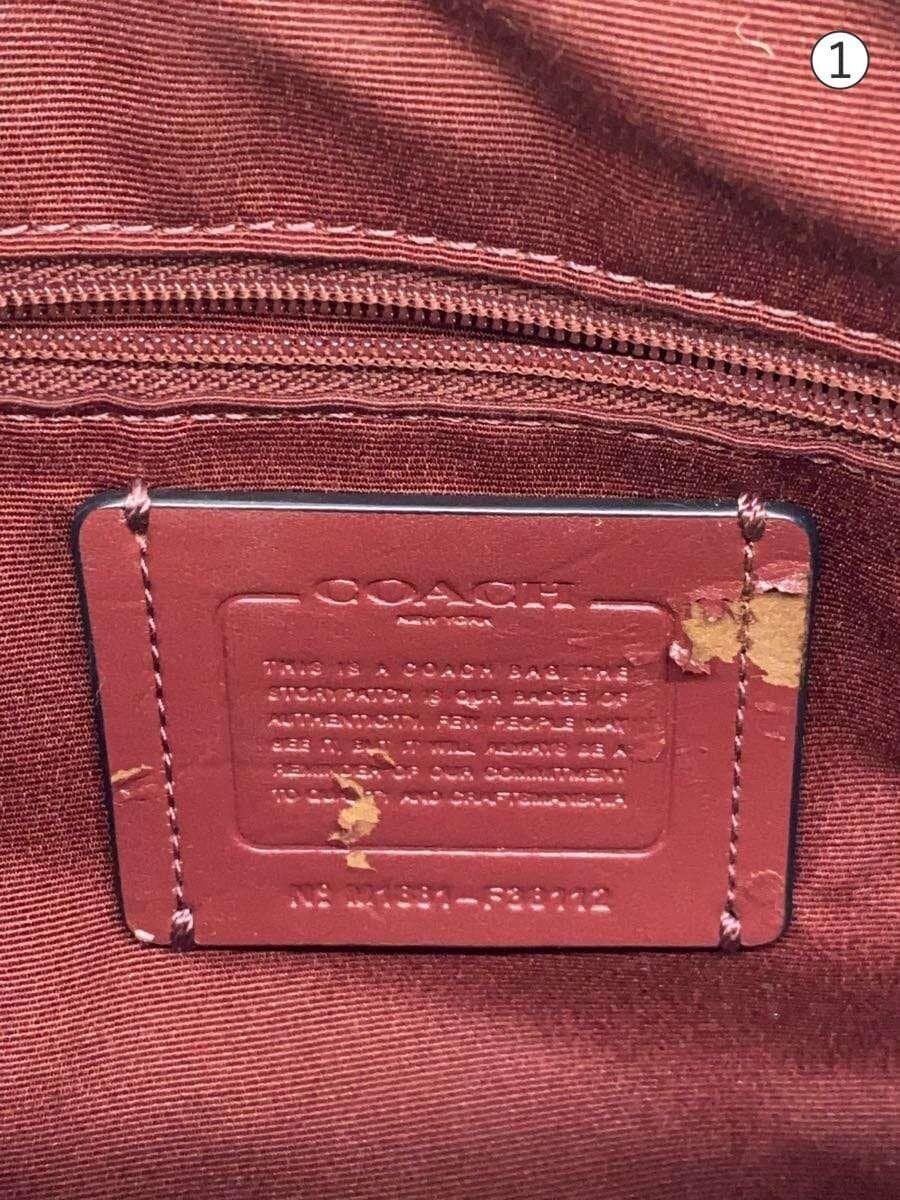 ①
COACH
NEW YORK
THIS IS A COACH BAG. THE
STORYPATCH IS OUR BADGE OF
AUTHENTICITY. FEW PEOPLE MAY
SEE IT, BUT IT WILL ALWAYS BE A
REMINDER OF OUR COMMITMENT
TO AND CRAFTSMANSHIP.